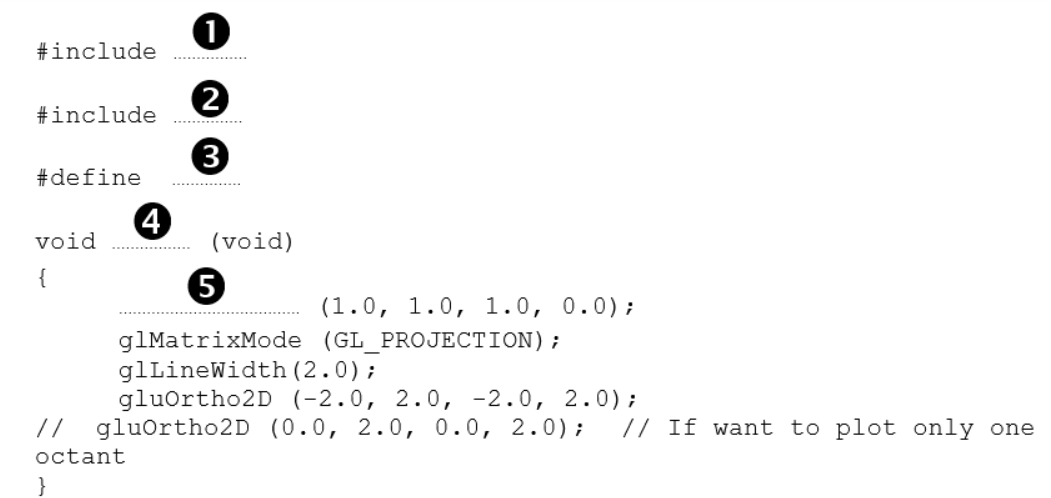 #include ................ ❶
#include ................ ❷
#define ................ ❸
void ................ ❹ (void)
{
❺ ................................ (1.0, 1.0, 1.0, 0.0);
glMatrixMode (GL_PROJECTION);
glLineWidth(2.0);
gluOrtho2D (-2.0, 2.0, -2.0, 2.0);
// gluOrtho2D (0.0, 2.0, 0.0, 2.0); // If want to plot only one
octant
}